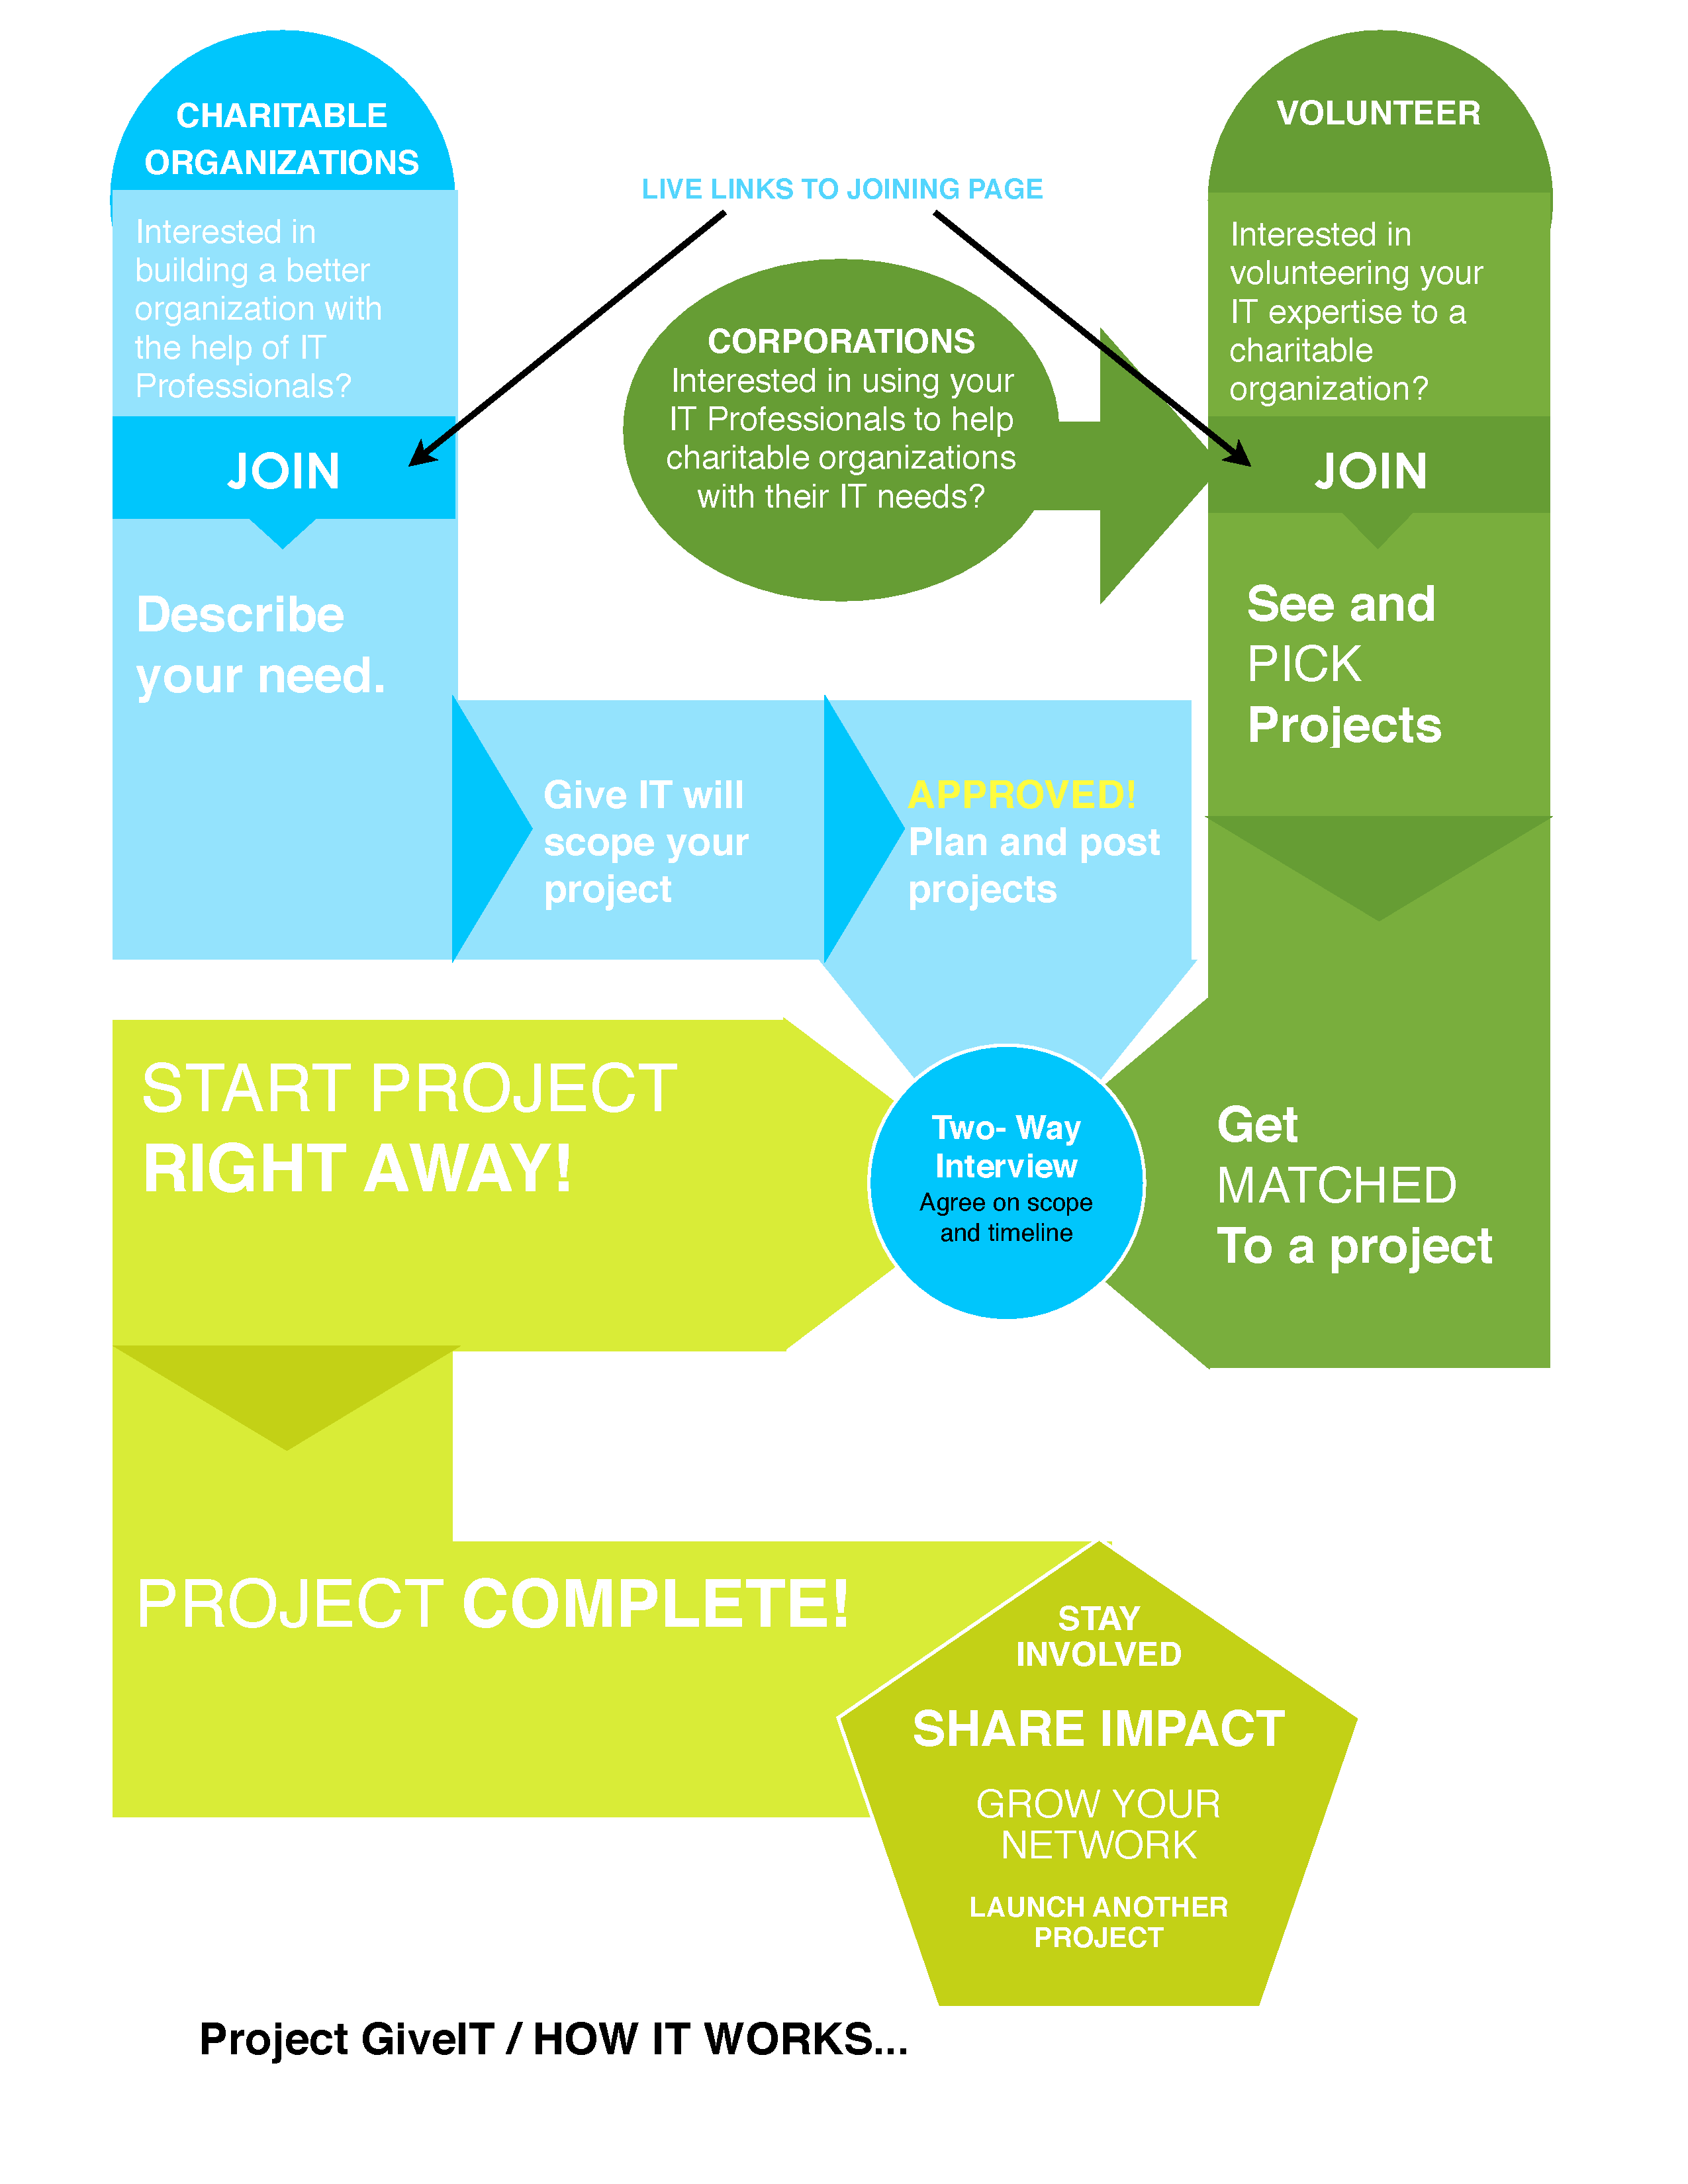 CHARITABLE
ORGANIZATIONS
Interested in
building a better
organization with
the help of IT
Professionals?
JOIN
Describe
your need.
LIVE LINKS TO JOINING PAGE
CORPORATIONS
Interested in using your
IT Professionals to help
charitable organizations
with their IT needs?
VOLUNTEER
Interested in
volunteering your
IT expertise to a
charitable
organization?
JOIN
See and
PICK
Projects
Give IT will
scope your
project
APPROVED!
Plan and post
projects
Two- Way
Interview
Agree on scope
and timeline
Get
MATCHED
To a project
START PROJECT
RIGHT AWAY!
PROJECT COMPLETE!
STAY
INVOLVED
SHARE IMPACT
GROW YOUR
NETWORK
LAUNCH ANOTHER
PROJECT
Project GiveIT / HOW IT WORKS...